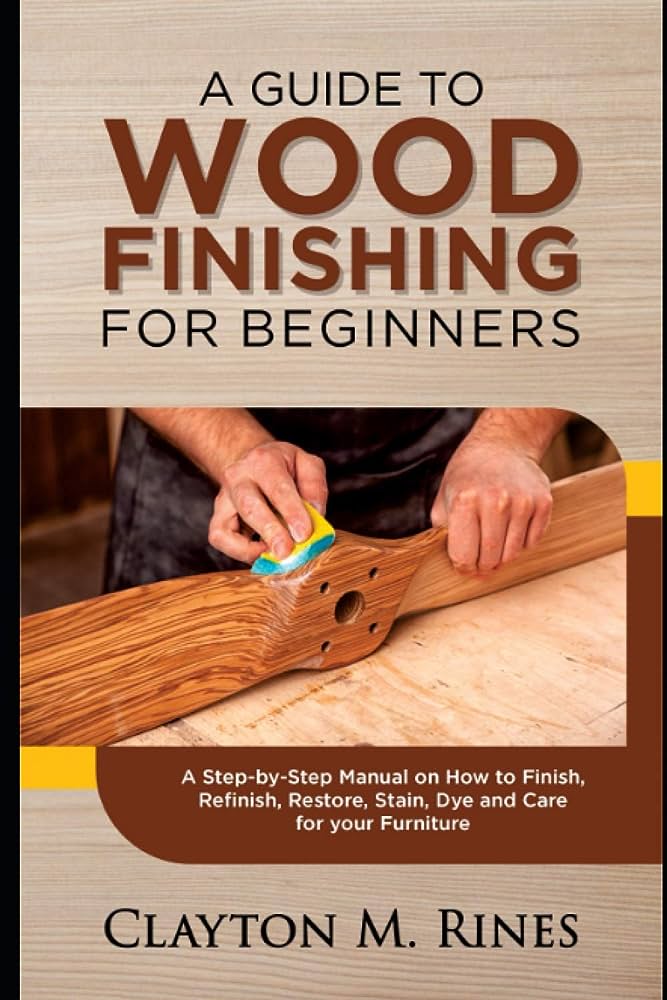 A GUIDE TO
WOOD
FINISHING
FOR BEGINNERS
A Step-by-Step Manual on How to Finish,
Refinish, Restore, Stain, Dye and Care
for your Furniture
CLAYTON M. RINES